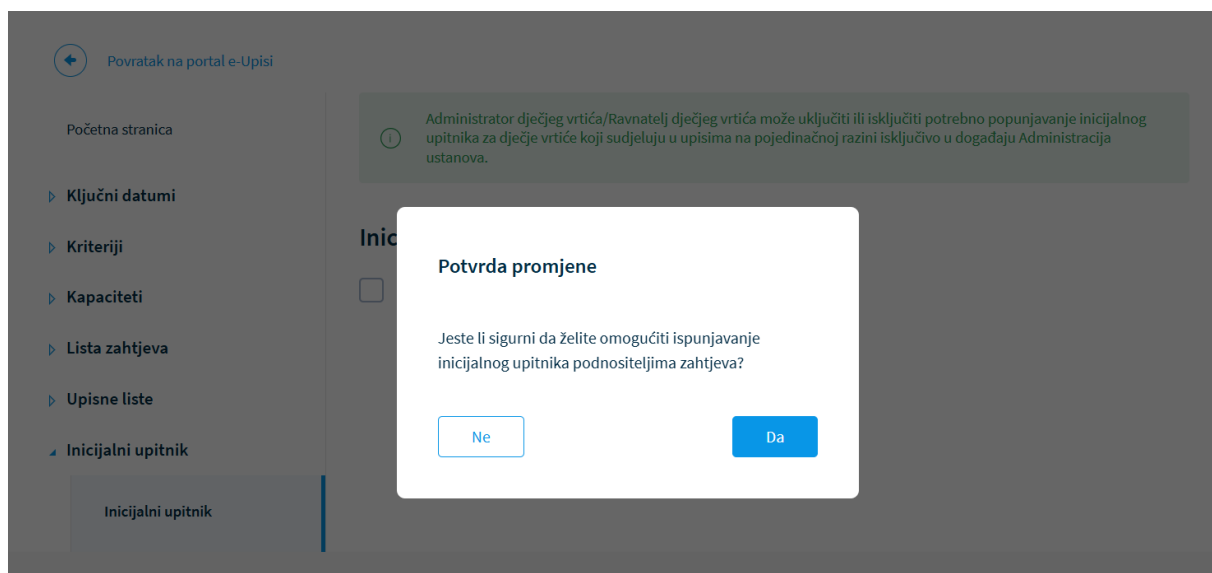 Povratak na portal e-Upisi
Početna stranica
Ključni datumi
Kriteriji
Kapaciteti
Lista zahtjeva
Upisne liste
Inicijalni upitnik
Inicijalni upitnik
Administrator dječjeg vrtića/Ravnatelj dječjeg vrtića može uključiti ili isključiti potrebno popunjavanje inicijalnog
upitnika za dječje vrtiće koji sudjeluju u upisima na pojedinačnoj razini isključivo u događaju Administracija
ustanova.
Inic
Potvrda promjene
Jeste li sigurni da želite omogućiti ispunjavanje
inicijalnog upitnika podnositeljima zahtjeva?
Ne
Da